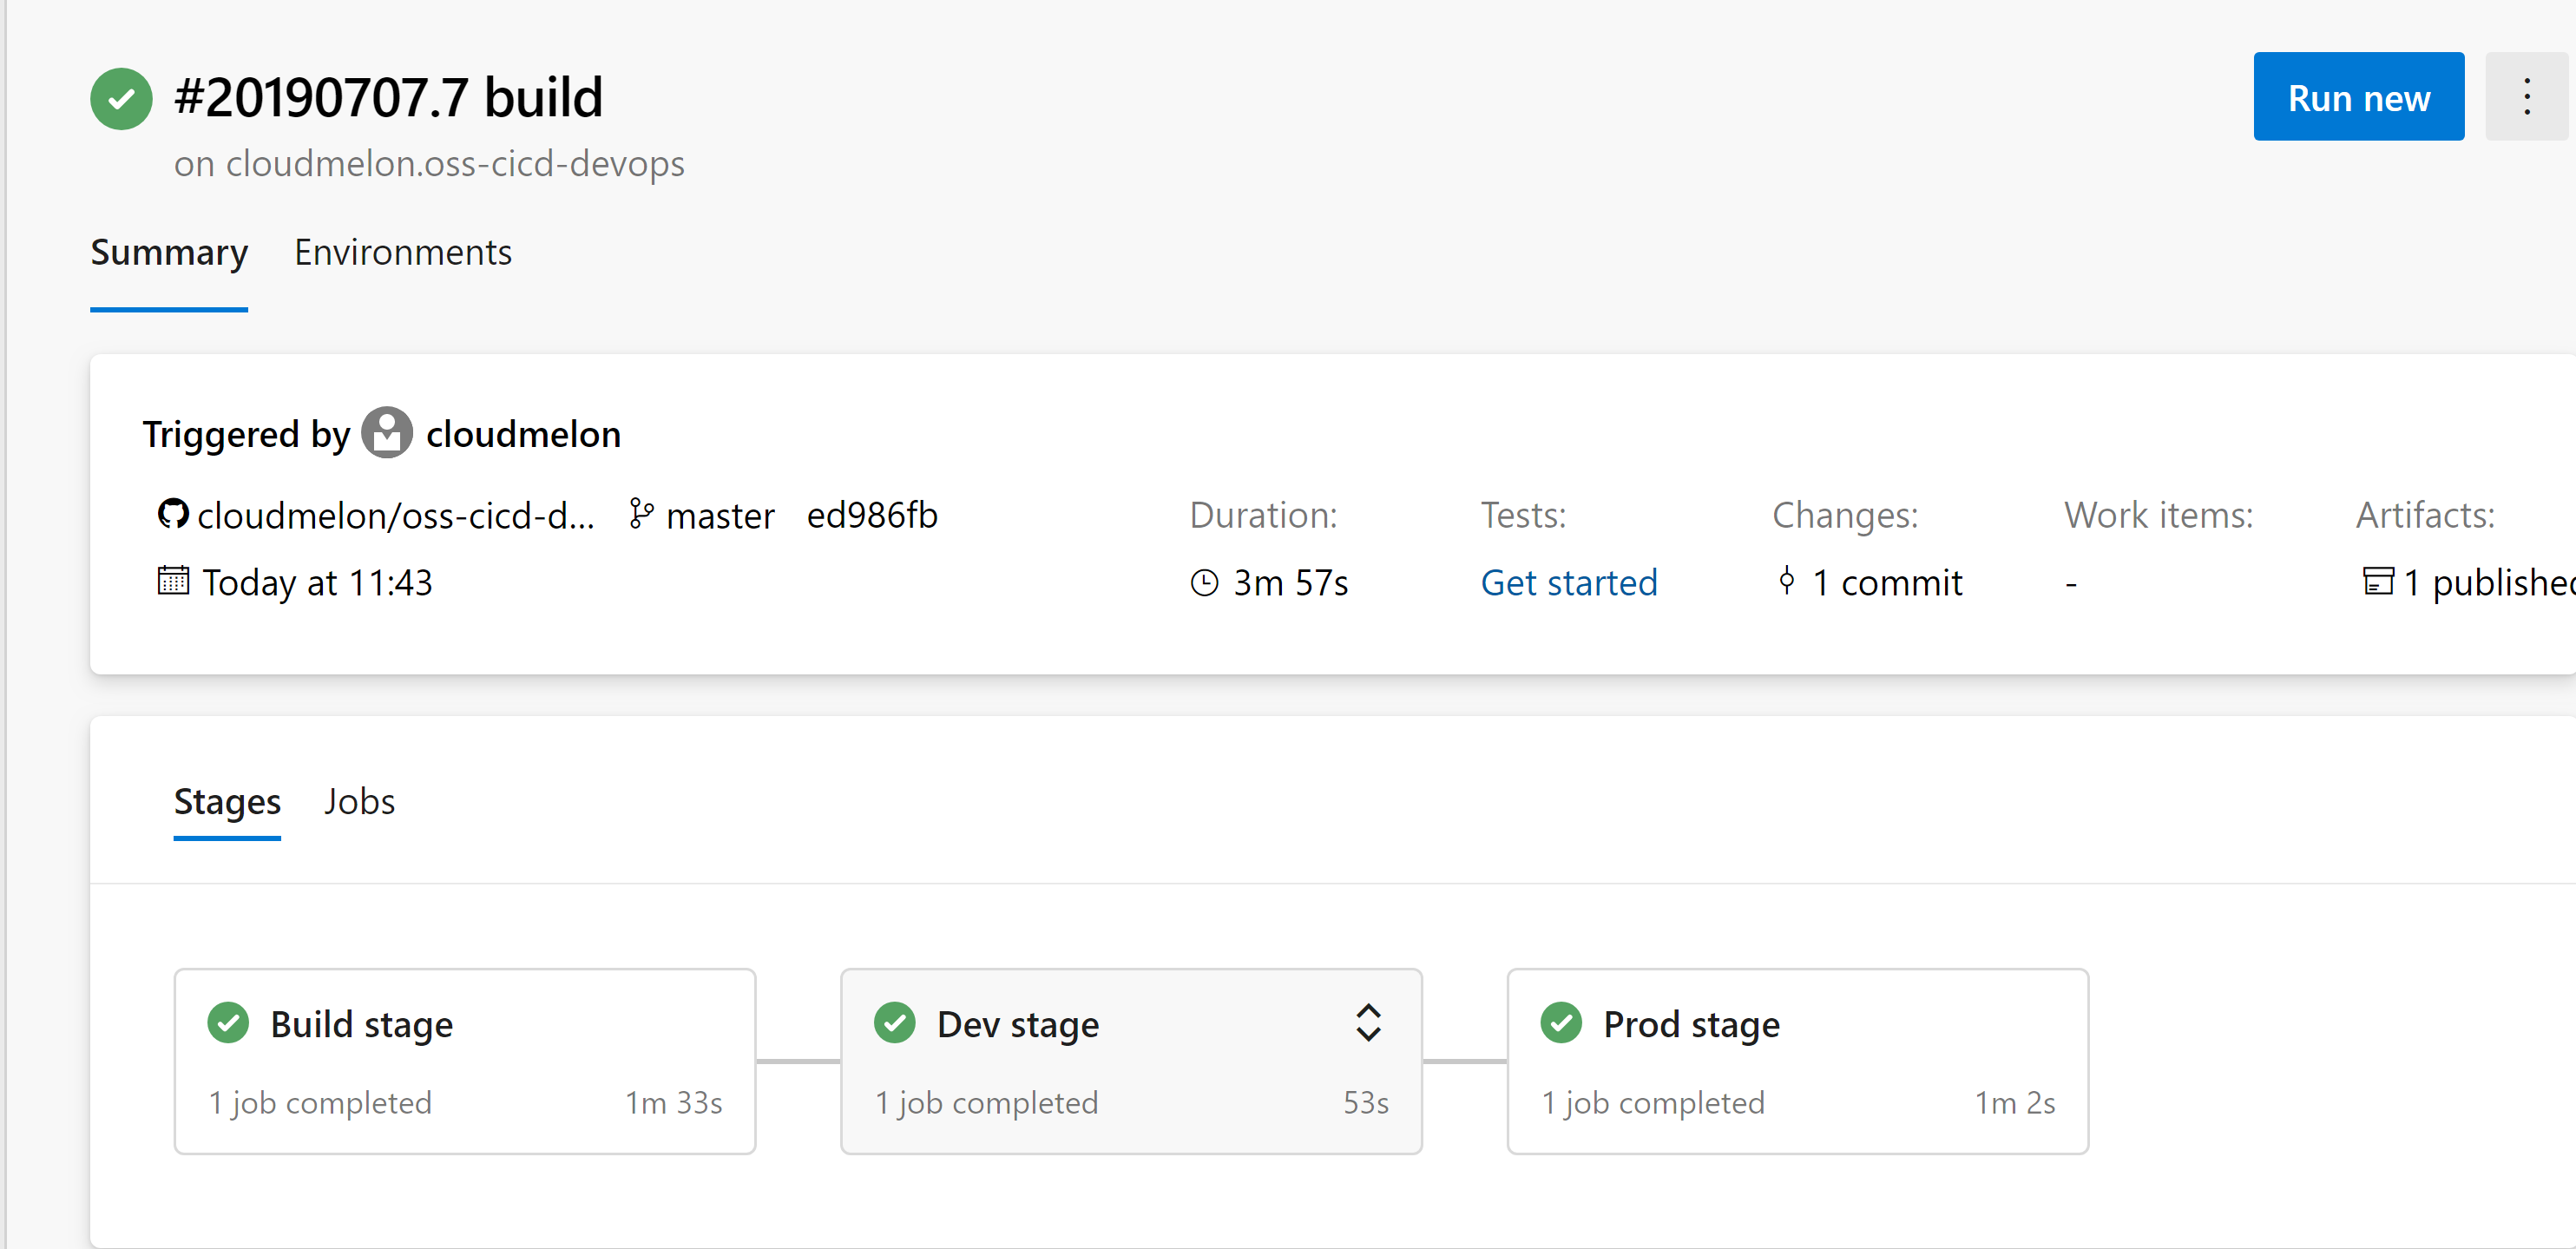 #20190707.7 build
Run new
on cloudmelon.oss-cicd-devops
Summary Environments
Triggered by cloudmelon
cloudmelon/oss-cicd-d... master ed986fb Duration: Tests: Changes: Work items: Artifacts:
Today at 11:43 3m 57s Get started 1 commit - 1 published
Stages Jobs
Build stage Dev stage Prod stage
1 job completed 1m 33s 1 job completed 53s 1 job completed 1m 2s